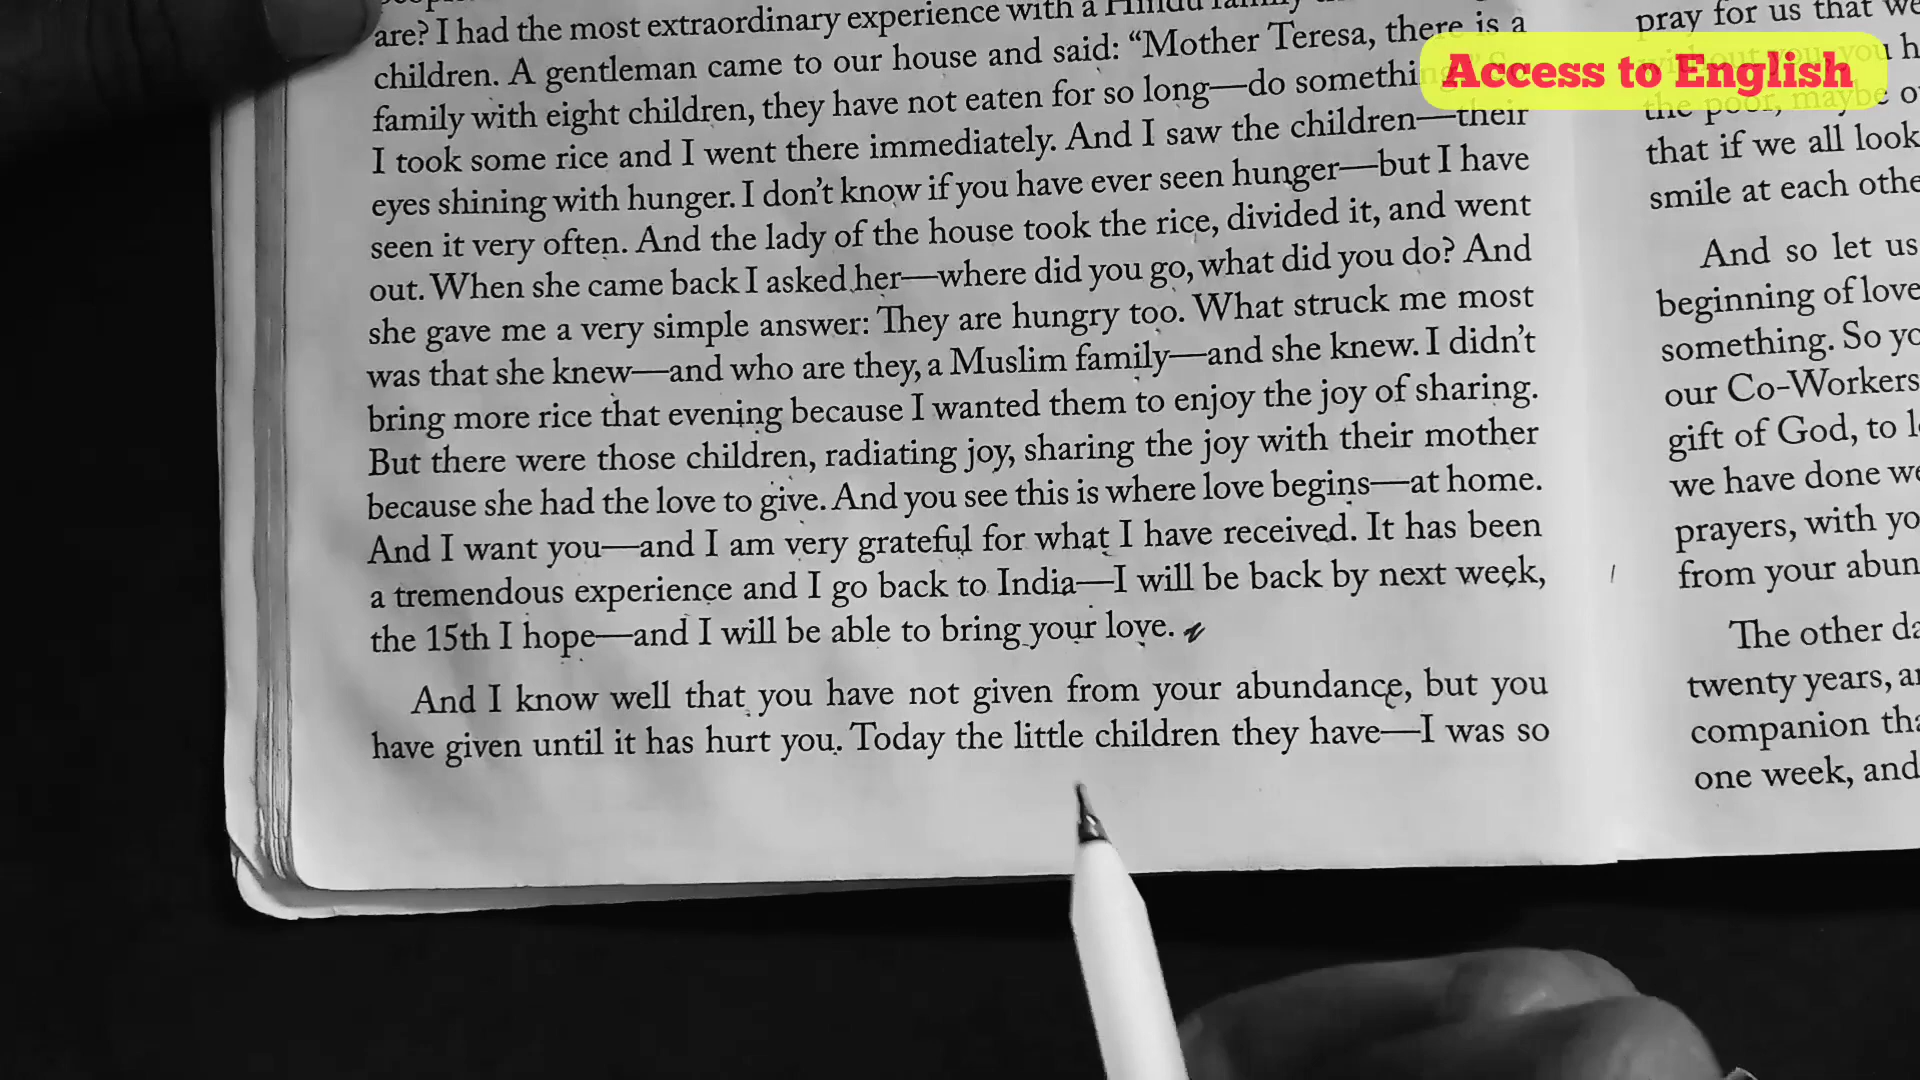 are? I had the most extraordinary experience with a Hindu family
children. A gentleman came to our house and said: “Mother Teresa, there is a
family with eight children, they have not eaten for so long—do somethi
I took some rice and I went there immediately. And I saw the children—their
eyes shining with hunger. I don’t know if you have ever seen hunger—but I have
seen it very often. And the lady of the house took the rice, divided it, and went
out. When she came back I asked her—where did you go, what did you do? And
she gave me a very simple answer: They are hungry too. What struck me most
was that she knew—and who are they, a Muslim family—and she knew. I didn’t
bring more rice that evening because I wanted them to enjoy the joy of sharing.
But there were those children, radiating joy, sharing the joy with their mother
because she had the love to give. And you see this is where love begins—at home.
And I want you—and I am very grateful for what I have received. It has been
a tremendous experience and I go back to India—I will be back by next week,
the 15th I hope—and I will be able to bring your love.
And I know well that you have not given from your abundance, but you
have given until it has hurt you. Today the little children they have—I was so
pray for us that we
Access to English
the poor, maybe o
that if we all look
smile at each othe
And so let us
beginning of love
something. So yo
our Co-Workers
gift of God, to l
we have done we
prayers, with yo
from your abun
The other da
twenty years, an
companion tha
one week, and